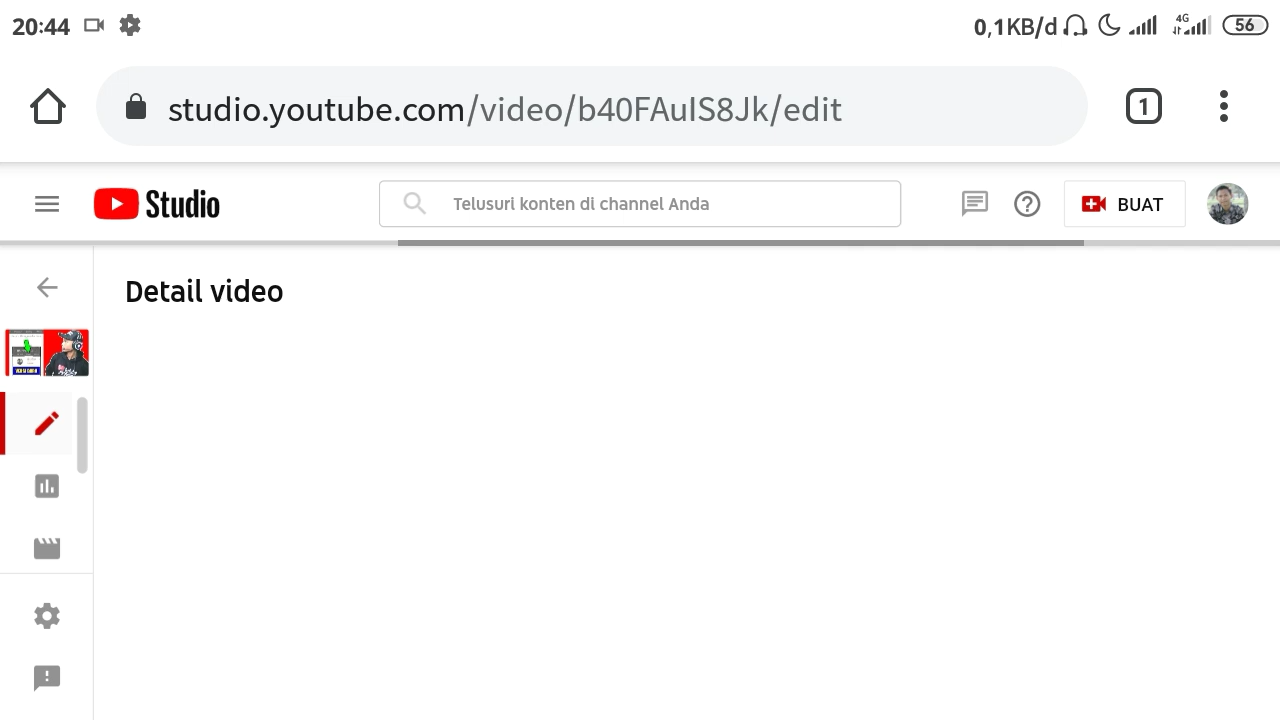 20:44
0,1KB/d
4G
56
studio.youtube.com/video/b40FAuIS8Jk/edit
1
Studio
Telusuri konten di channel Anda
BUAT
Detail video